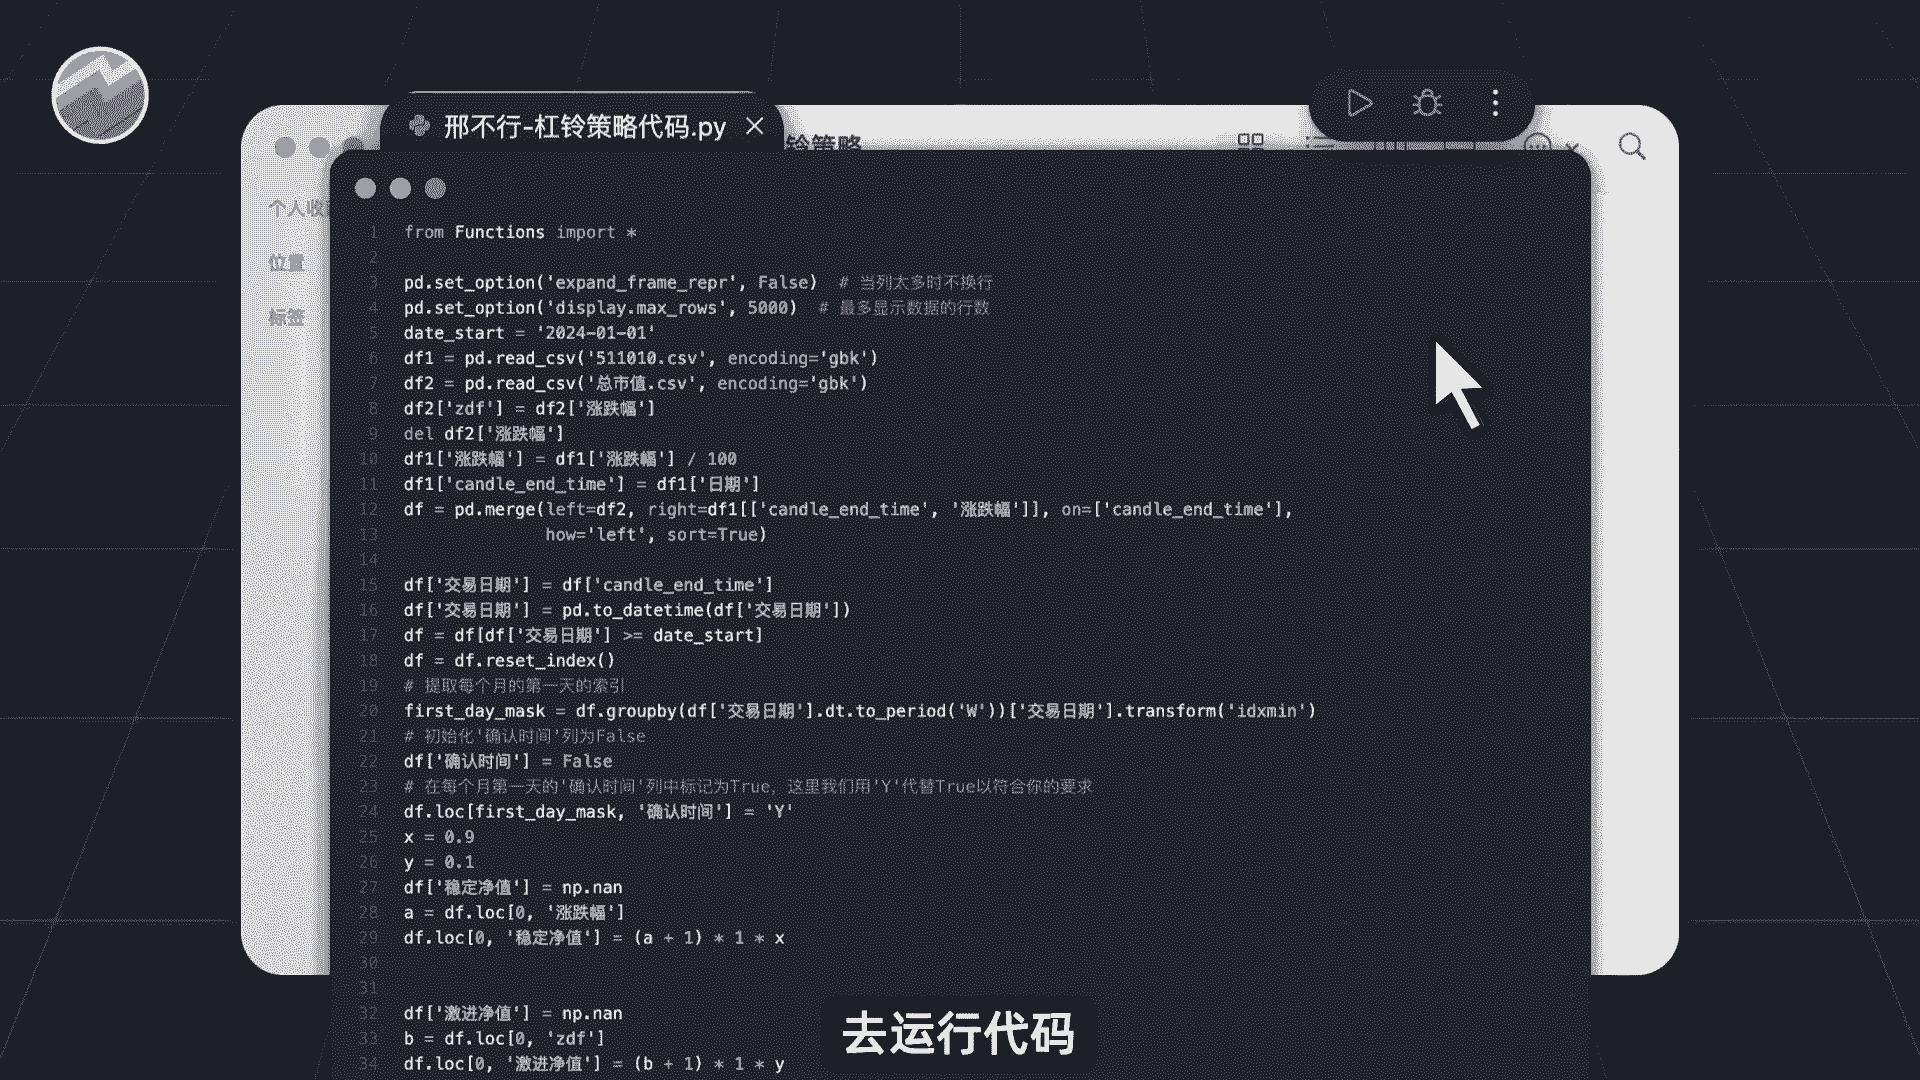 邢不行-杠铃策略代码.py
铃策略
个人收
位置
标签
1 from Functions import *
2
3 pd.set_option('expand_frame_repr', False)  # 当列太多时不换行
4 pd.set_option('display.max_rows', 5000)  # 最多显示数据的行数
5 date_start = '2024-01-01'
6 df1 = pd.read_csv('511010.csv', encoding='gbk')
7 df2 = pd.read_csv('总市值.csv', encoding='gbk')
8 df2['zdf'] = df2['涨跌幅']
9 del df2['涨跌幅']
10 df1['涨跌幅'] = df1['涨跌幅'] / 100
11 df1['candle_end_time'] = df1['日期']
12 df = pd.merge(left=df2, right=df1[['candle_end_time', '涨跌幅']], on=['candle_end_time'],
13 how='left', sort=True)
14
15 df['交易日期'] = df['candle_end_time']
16 df['交易日期'] = pd.to_datetime(df['交易日期'])
17 df = df[df['交易日期'] >= date_start]
18 df = df.reset_index()
19 # 提取每个月的第一天的索引
20 first_day_mask = df.groupby(df['交易日期'].dt.to_period('W'))['交易日期'].transform('idxmin')
21 # 初始化'确认时间'列为False
22 df['确认时间'] = False
23 # 在每个月第一天的'确认时间'列中标记为True，这里我们用'Y'代替True以符合你的要求
24 df.loc[first_day_mask, '确认时间'] = 'Y'
25 x = 0.9
26 y = 0.1
27 df['稳定净值'] = np.nan
28 a = df.loc[0, '涨跌幅']
29 df.loc[0, '稳定净值'] = (a + 1) * 1 * x
30
31
32 df['激进净值'] = np.nan
33 b = df.loc[0, 'zdf']
34 df.loc[0, '激进净值'] = (b + 1) * 1 * y
去运行代码